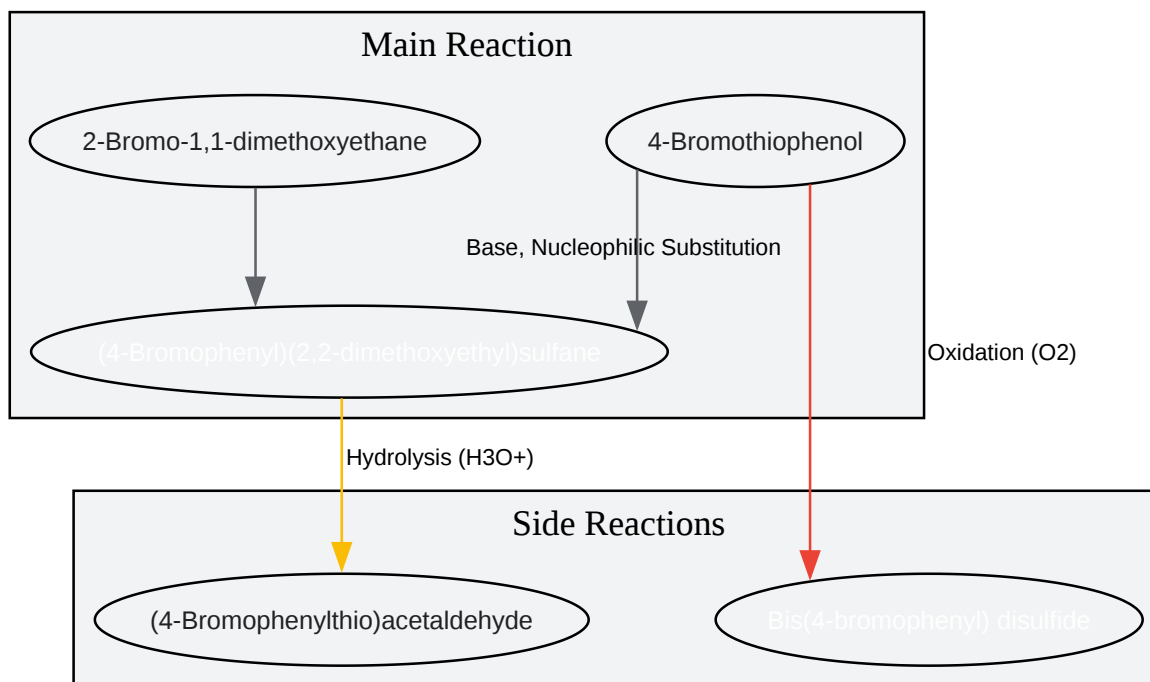 Main Reaction
2-Bromo-1,1-dimethoxyethane
4-Bromothiophenol
Base, Nucleophilic Substitution
(4-Bromophenyl)(2,2-dimethoxyethyl)sulfane
Oxidation (O2)
Hydrolysis (H3O+)
Side Reactions
(4-Bromophenylthio)acetaldehyde
Bis(4-bromophenyl) disulfide